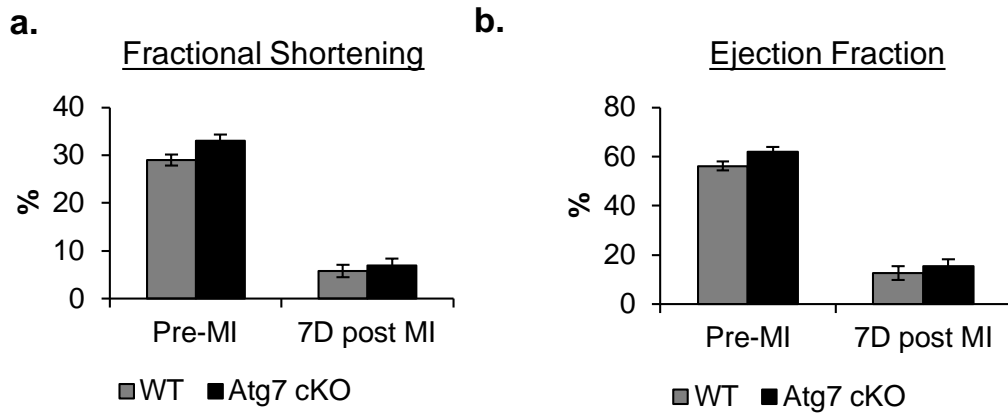 a.
Fractional Shortening
40
30
20
10
0
%
Pre-MI 7D post MI
WT Atg7 cKO
b.
Ejection Fraction
80
60
40
20
0
%
Pre-MI 7D post MI
WT Atg7 cKO